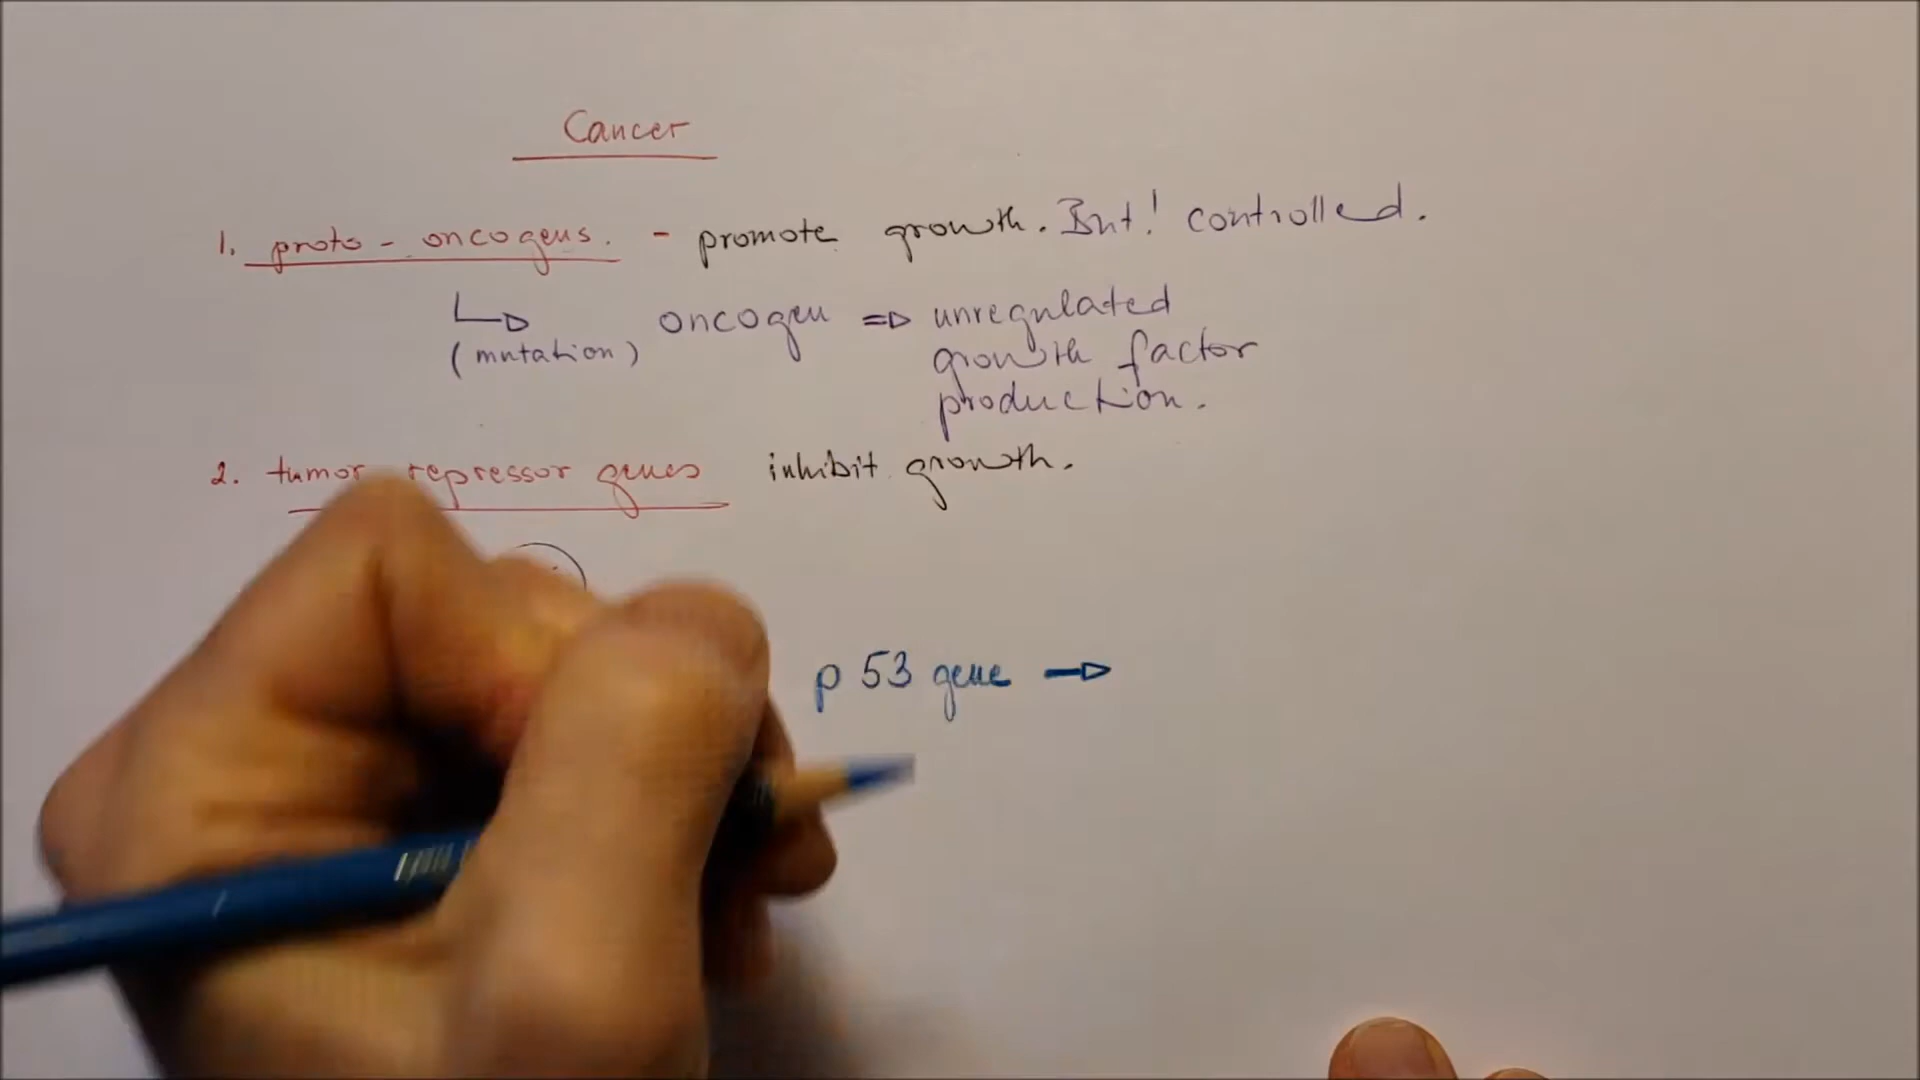 Cancer
1. proto - oncogens. - promote growth. But! controlled.
oncogen ⇒ unregulated
(mutation) growth factor
production.
2. tumor repressor genes inhibit growth.
p 53 gene →